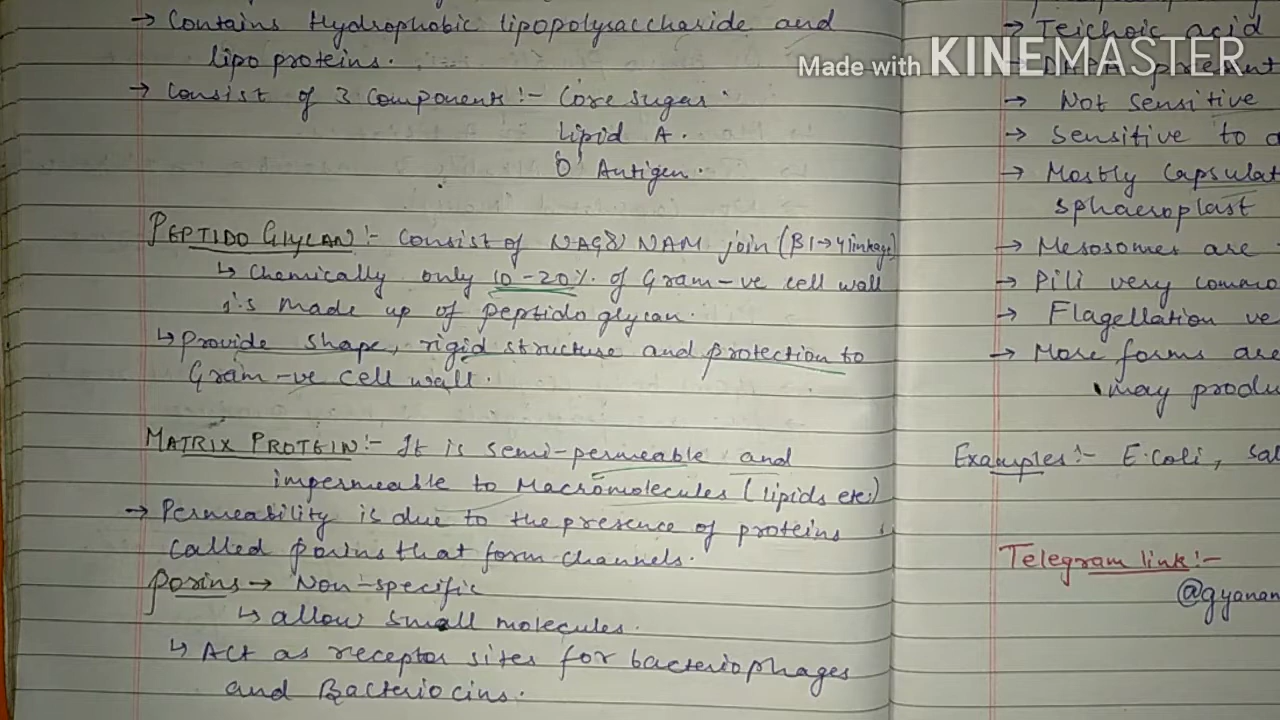 → Contains Hydrophobic lipopolysaccharide and
lipoproteins.
→ Consist of 3 Components:- Core sugar.
Lipid A.
O' Antigen.
PEPTIDO GLYCAN:- Consist of NAG & NAM join (β1→4 linkage)
↳ Chemically only 10-20% of Gram-ve cell wall
is made up of peptidoglycan.
↳ Provide shape, rigid structure and protection to
Gram-ve cell wall.
MATRIX PROTEIN:- It is semi-permeable and
impermeable to Macromolecules (lipids etc)
→ Permeability is due to the presence of proteins
called porins that form channels.
Porins → Non-specific
↳ allow small molecules.
↳ Act as receptor sites for bacteriophages
and Bacteriocins.
→ Teichoic acid
Made with KINEMASTER
→ Not sensitive
→ Sensitive to
→ Mostly Capsulat
sphaeroplast
→ Mesosomes are
→ Pili very commo
→ Flagellation ve
→ More forms are
may produ
Examples:- E.Coli, Sal
Telegram link:-
@gyanan